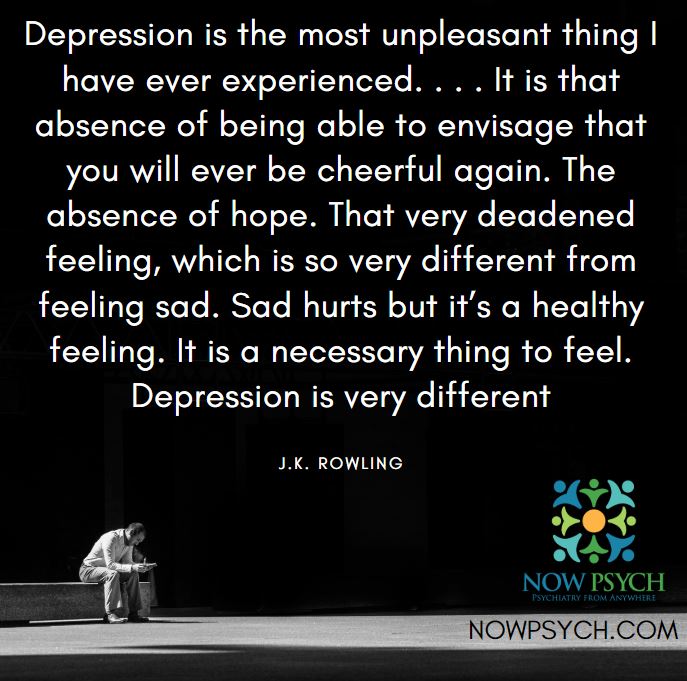 Depression is the most unpleasant thing I
have ever experienced. . . . It is that
absence of being able to envisage that
you will ever be cheerful again. The
absence of hope. That very deadened
feeling, which is so very different from
feeling sad. Sad hurts but it’s a healthy
feeling. It is a necessary thing to feel.
Depression is very different
J.K. ROWLING
NOW PSYCH
PSYCHIATRY FROM ANYWHERE
NOWPSYCH.COM